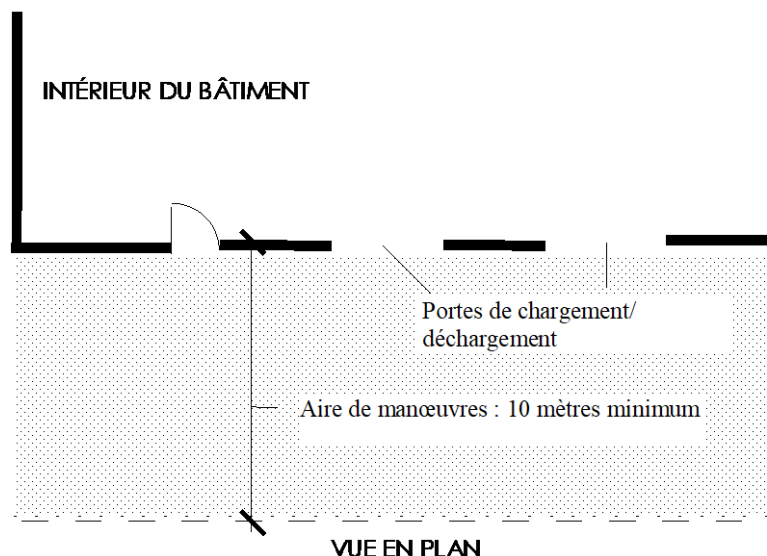 INTÉRIEUR DU BÂTIMENT
Portes de chargement/
déchargement
Aire de manœuvres : 10 mètres minimum
VUE EN PLAN